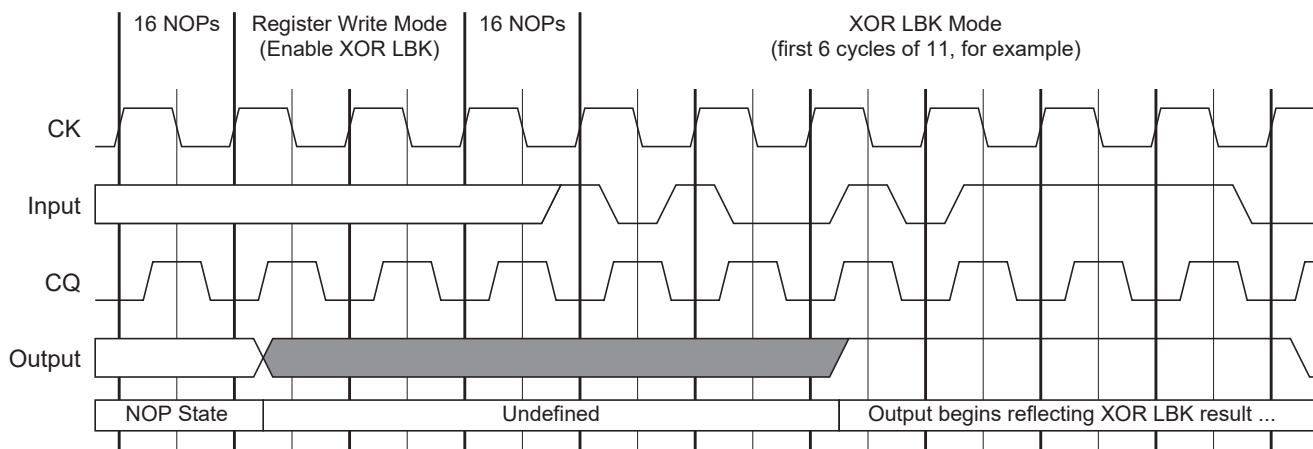 16 NOPs
Register Write Mode
(Enable XOR LBK)
16 NOPs
XOR LBK Mode
(first 6 cycles of 11, for example)
CK
Input
CQ
Output
NOP State
Undefined
Output begins reflecting XOR LBK result ...